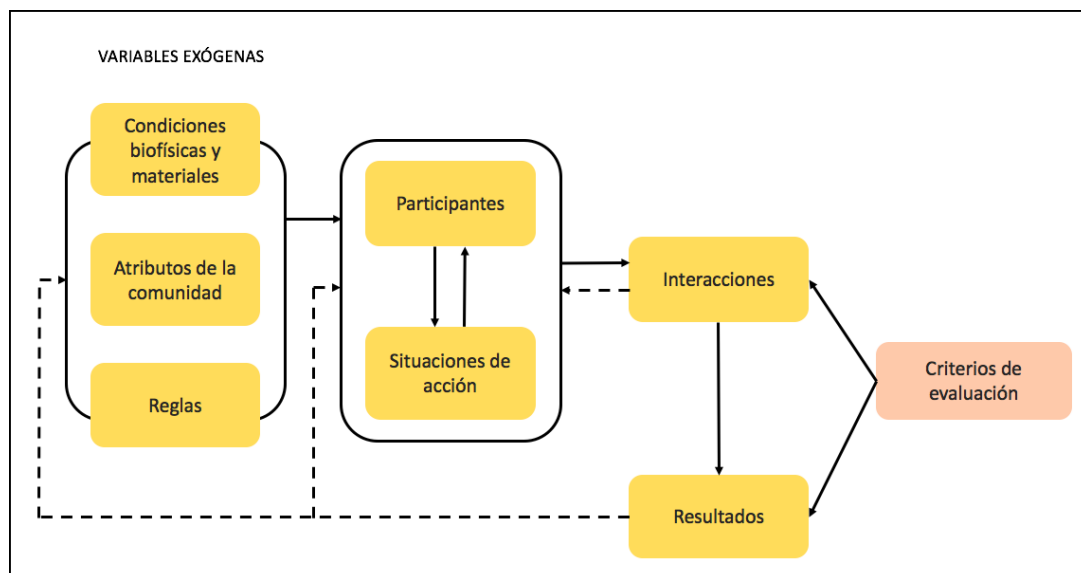 VARIABLES EXÓGENAS
Condiciones
biofísicas y
materiales
Atributos de la
comunidad
Reglas
Participantes
Situaciones de
acción
Interacciones
Resultados
Criterios de
evaluación